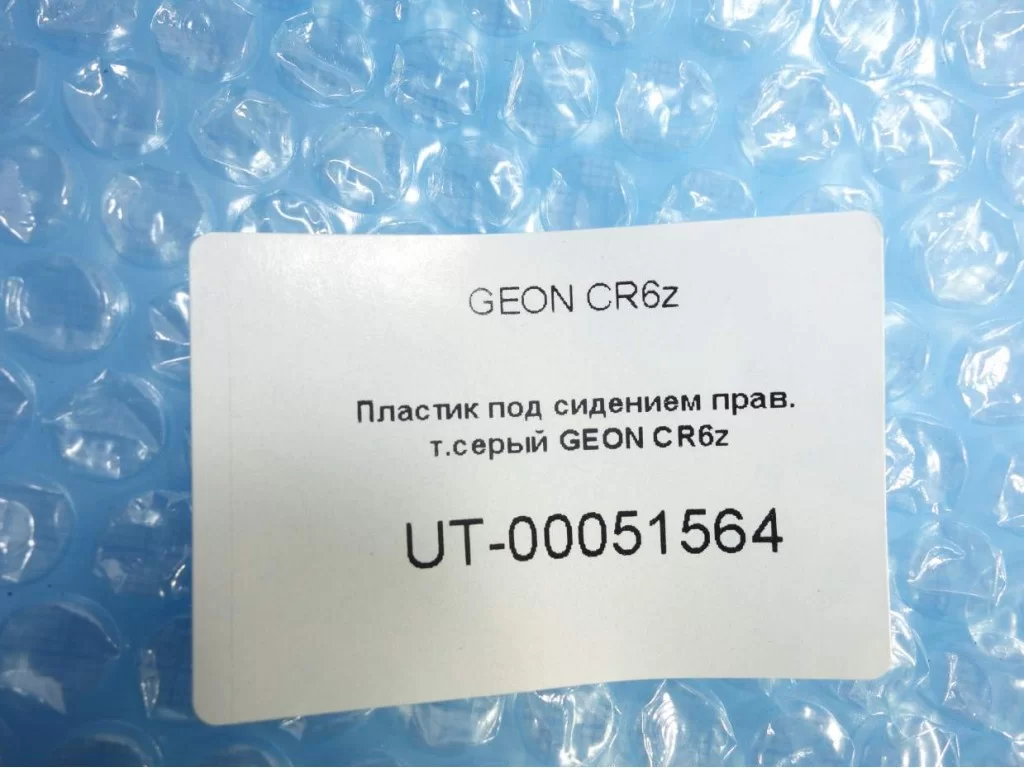 GEON CR6z
Пластик под сидением прав.
т.серый GEON CR6z
UT-00051564